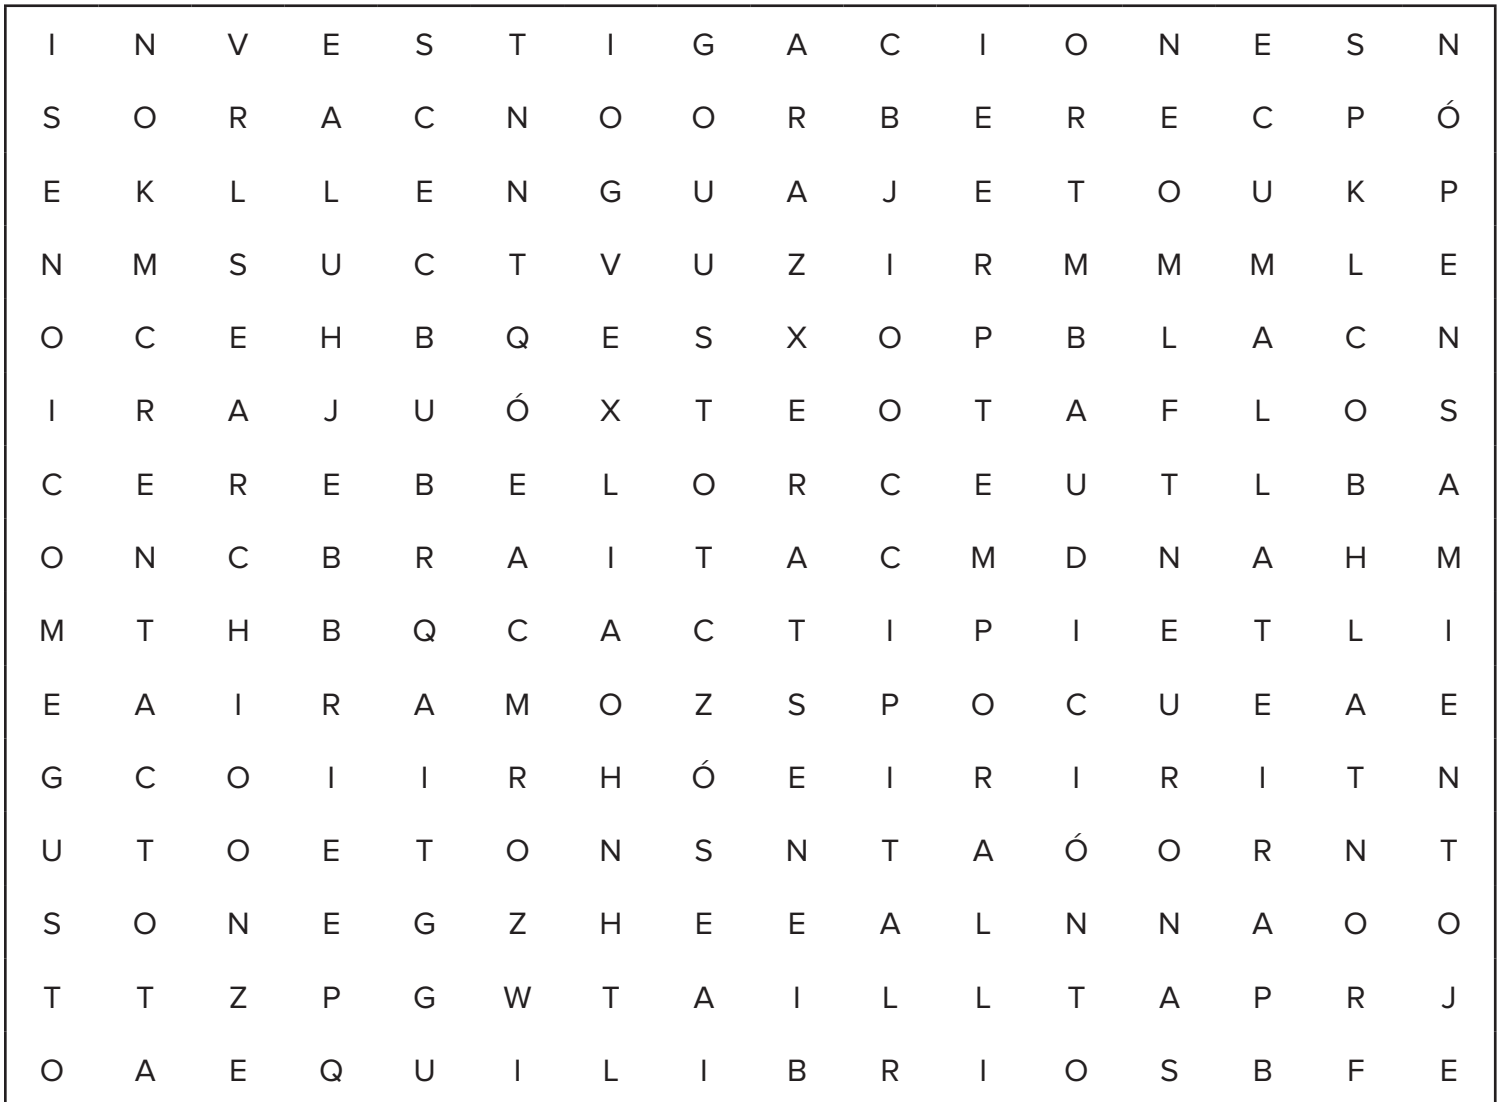 I N V E S T I G A C I O N E S N
S O R A C N O O R B E R E C P Ó
E K L L E N G U A J E T O U K P
N M S U C T V U Z I R M M M L E
O C E H B Q E S X O P B L A C N
I R A J U Ó X T E O T A F L O S
C E R E B E L O R C E U T L B A
O N C B R A I T A C M D N A H M
M T H B Q C A C T I P I E T L I
E A I R A M O Z S P O C U E A E
G C O I I R H Ó E I R I R I T N
U T O E T O N S N T A Ó O R N T
S O N E G Z H E E A L N N A O O
T T Z P G W T A I L L T A P R J
O A E Q U I L I B R I O S B F E